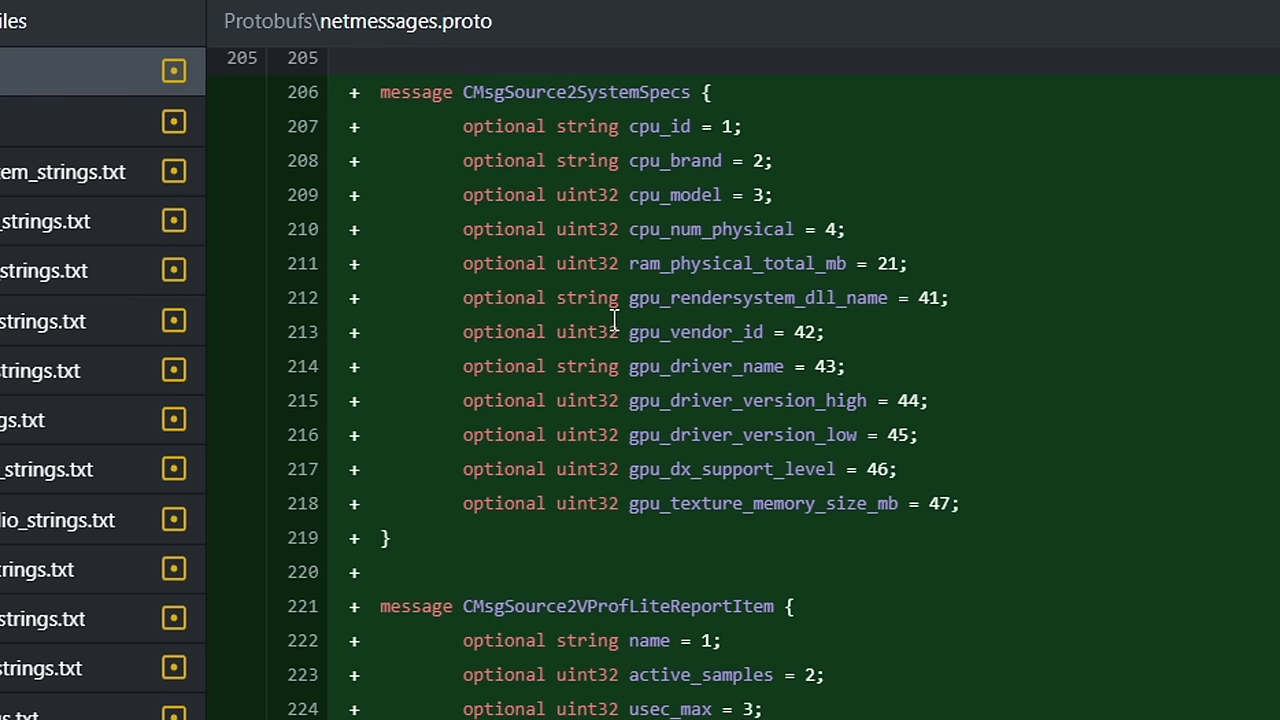 iles
Protobufs\netmessages.proto
205 205
206 +
message CMsgSource2SystemSpecs {
207 + optional string cpu_id = 1;
208 + optional string cpu_brand = 2;
tem_strings.txt
209 + optional uint32 cpu_model = 3;
_strings.txt
210 + optional uint32 cpu_num_physical = 4;
strings.txt
211 + optional uint32 ram_physical_total_mb = 21;
212 + optional string gpu_rendersystem_dll_name = 41;
strings.txt
213 + optional uint32 gpu_vendor_id = 42;
trings.txt
214 + optional string gpu_driver_name = 43;
215 + optional uint32 gpu_driver_version_high = 44;
gs.txt
216 + optional uint32 gpu_driver_version_low = 45;
_strings.txt
217 + optional uint32 gpu_dx_support_level = 46;
218 + optional uint32 gpu_texture_memory_size_mb = 47;
io_strings.txt
219 + }
220 +
rings.txt
221 + message CMsgSource2VProfLiteReportItem {
strings.txt
222 + optional string name = 1;
strings.txt
223 + optional uint32 active_samples = 2;
224 + optional uint32 usec_max = 3;